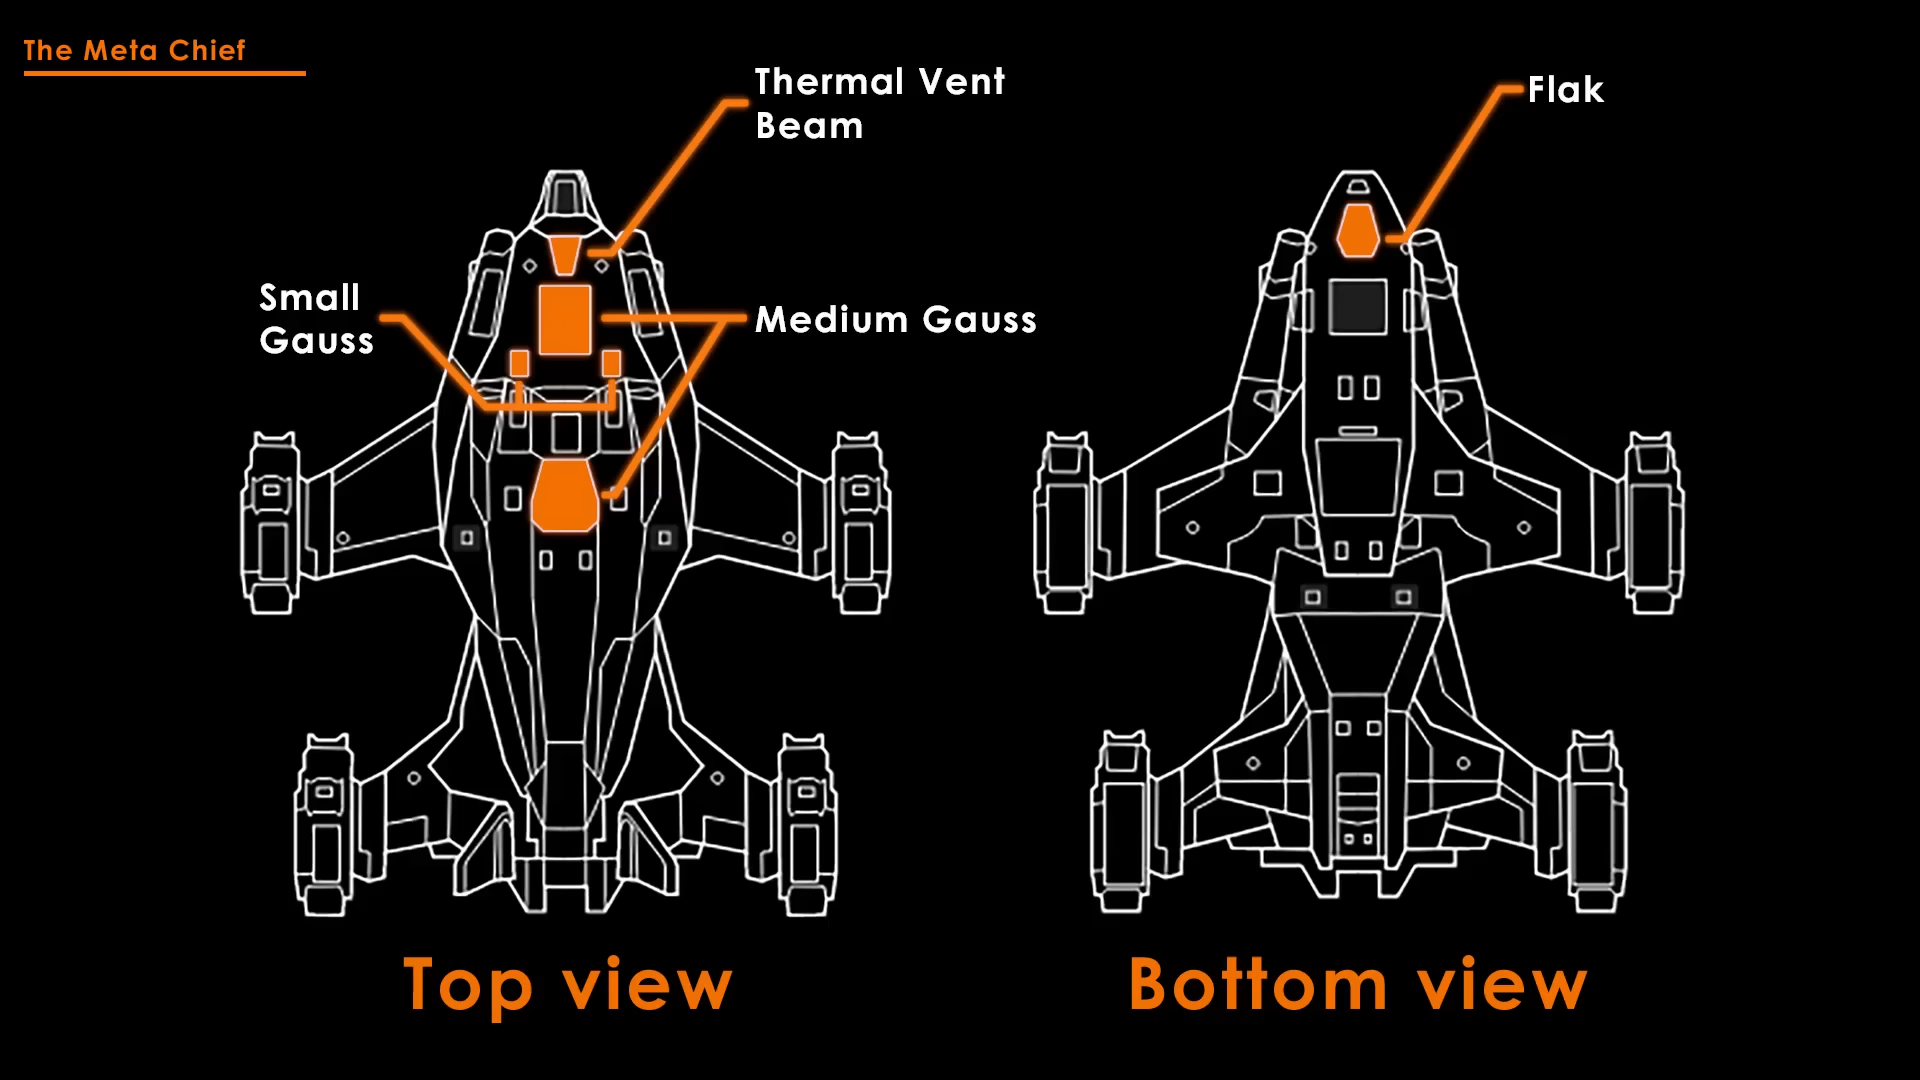 The Meta Chief
Thermal Vent
Beam
Flak
Small
Gauss
Medium Gauss
Top view
Bottom view